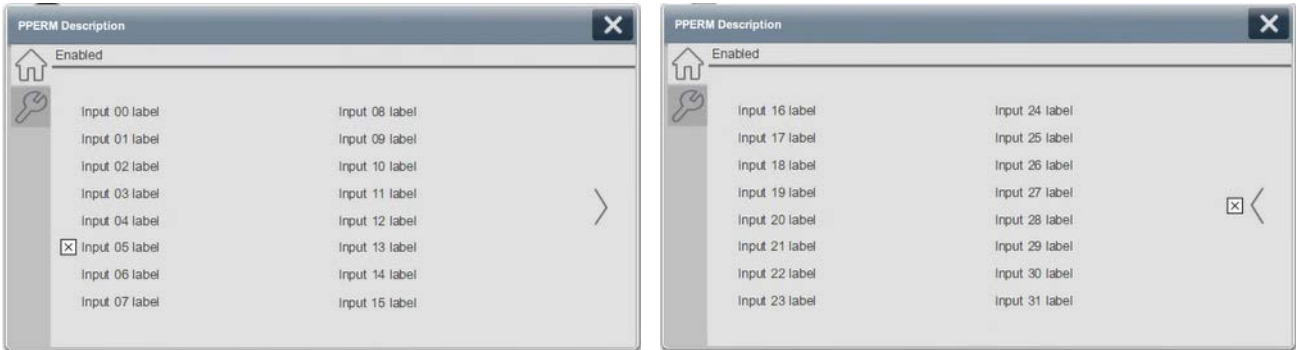 PPERM Description
Enabled
Input 00 label
Input 01 label
Input 02 label
Input 03 label
Input 04 label
Input 05 label
Input 06 label
Input 07 label
Input 08 label
Input 09 label
Input 10 label
Input 11 label
Input 12 label
Input 13 label
Input 14 label
Input 15 label
PPERM Description
Enabled
Input 16 label
Input 17 label
Input 18 label
Input 19 label
Input 20 label
Input 21 label
Input 22 label
Input 23 label
Input 24 label
Input 25 label
Input 26 label
Input 27 label
Input 28 label
Input 29 label
Input 30 label
Input 31 label